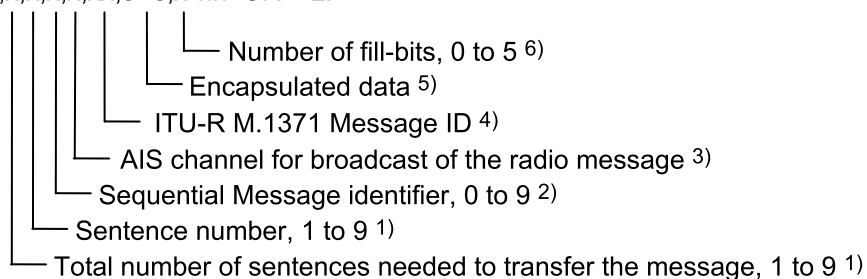 Number of fill-bits, 0 to 5 6)
Encapsulated data 5)
ITU-R M.1371 Message ID 4)
AIS channel for broadcast of the radio message 3)
Sequential Message identifier, 0 to 9 2)
Sentence number, 1 to 9 1)
Total number of sentences needed to transfer the message, 1 to 9 1)